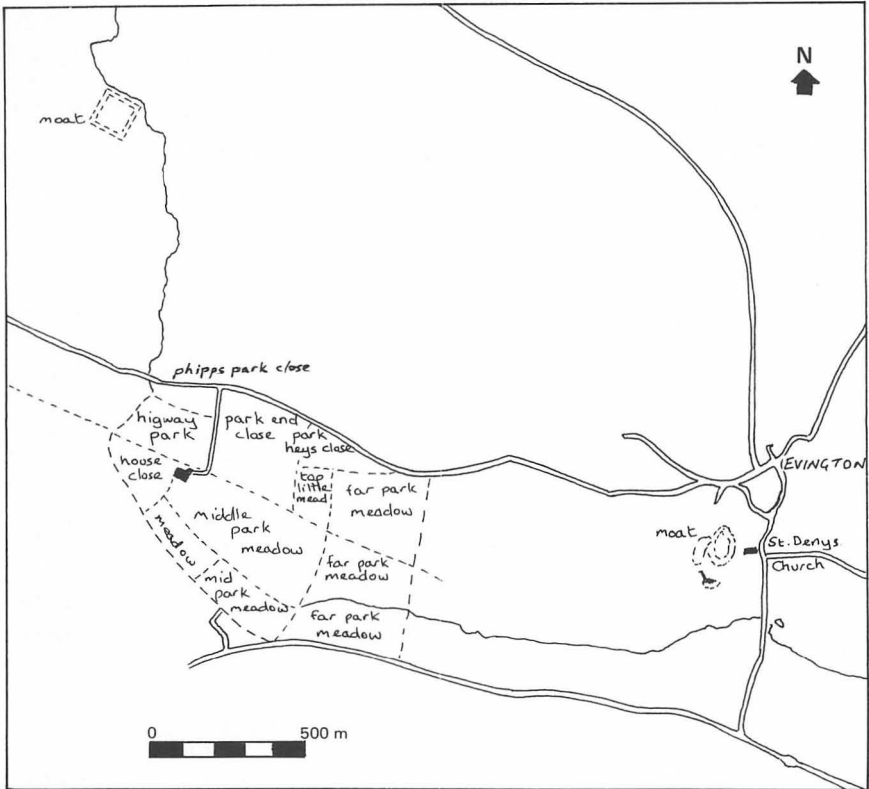 N
moat
phipps park close
higway
park
park end
close
park
heys close
house
close
top
little
mead
far park
meadow
middle
park
meadow
meadow
mid
park
meadow
far park
meadow
far park
meadow
EVINGTON
moat
St. Denys
Church
0
500 m